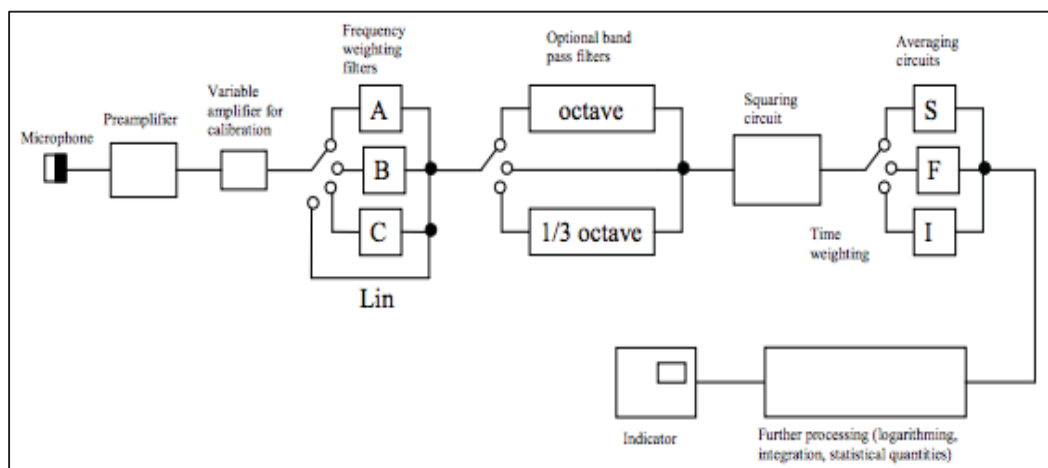 Frequency
weighting
filters
Optional band
pass filters
Averaging
circuits
Variable
amplifier for
calibration
Preamplifier
Microphone
A
B
C
Lin
octave
1/3 octave
Squaring
circuit
S
F
I
Time
weighting
Indicator
Further processing (logarithming,
integration, statistical quantities)